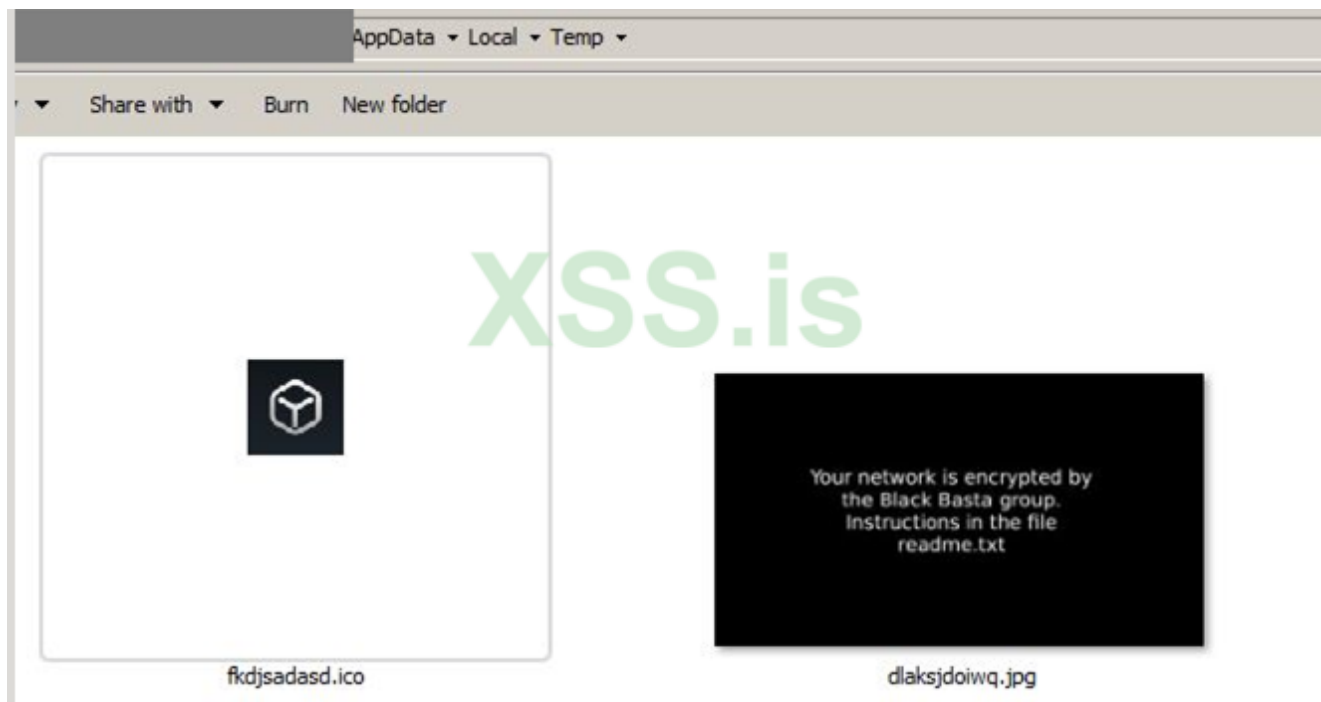 AppData Local Temp
Share with Burn New folder
XSS.is
Your network is encrypted by
the Black Basta group.
Instructions in the file
readme.txt
fkdjsadasd.ico dlaksjdoiwq.jpg